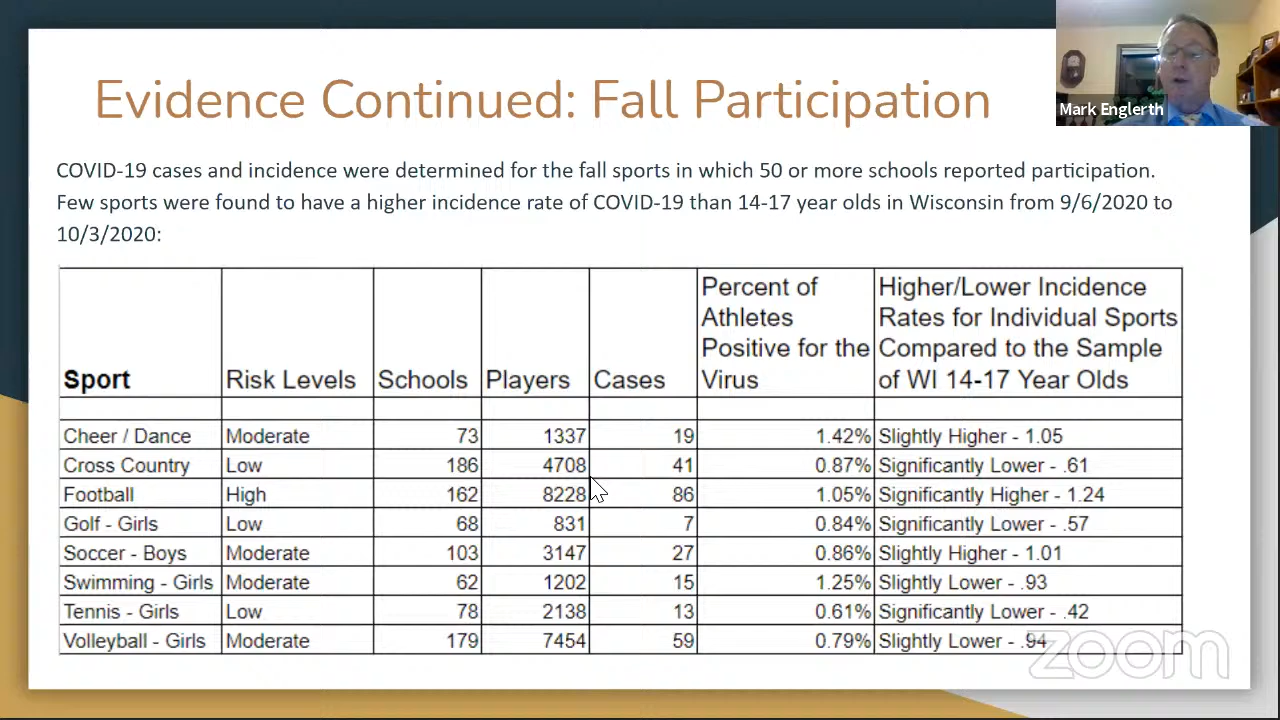 Evidence Continued: Fall Participation
Mark Englerth
COVID-19 cases and incidence were determined for the fall sports in which 50 or more schools reported participation.
Few sports were found to have a higher incidence rate of COVID-19 than 14-17 year olds in Wisconsin from 9/6/2020 to
10/3/2020:
Percent of Athletes Positive for the Virus
Higher/Lower Incidence Rates for Individual Sports Compared to the Sample of WI 14-17 Year Olds
Sport Risk Levels Schools Players Cases
Cheer / Dance Moderate 73 1337 19 1.42% Slightly Higher - 1.05
Cross Country Low 186 4708 41 0.87% Significantly Lower - .61
Football High 162 8228 86 1.05% Significantly Higher - 1.24
Golf - Girls Low 68 831 7 0.84% Significantly Lower - .57
Soccer - Boys Moderate 103 3147 27 0.86% Slightly Higher - 1.01
Swimming - Girls Moderate 62 1202 15 1.25% Slightly Lower - .93
Tennis - Girls Low 78 2138 13 0.61% Significantly Lower - .42
Volleyball - Girls Moderate 179 7454 59 0.79% Slightly Lower - .94
zoom